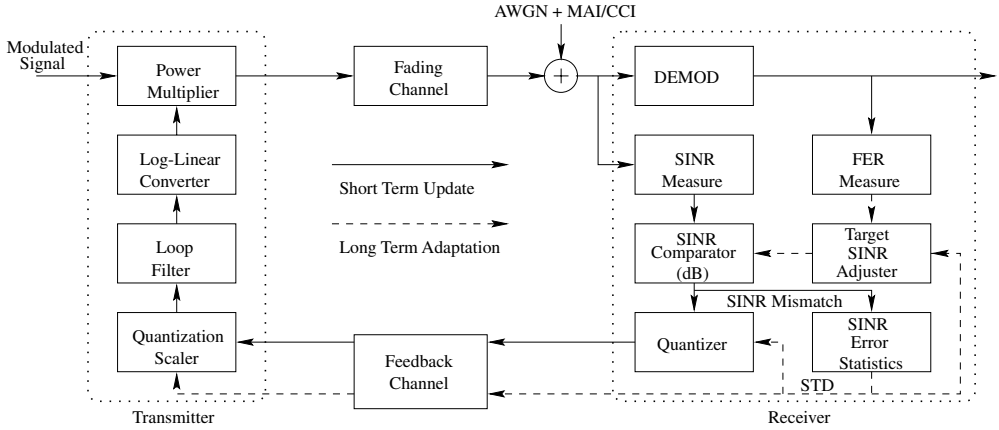 AWGN + MAI/CCI
Modulated
Signal
Power
Multiplier
Fading
Channel
+
DEMOD
Log-Linear
Converter
SINR
Measure
FER
Measure
Short Term Update
Long Term Adaptation
Loop
Filter
SINR
Comparator
(dB)
Target
SINR
Adjuster
SINR Mismatch
Quantization
Scaler
Feedback
Channel
Quantizer
SINR
Error
Statistics
STD
Transmitter
Receiver